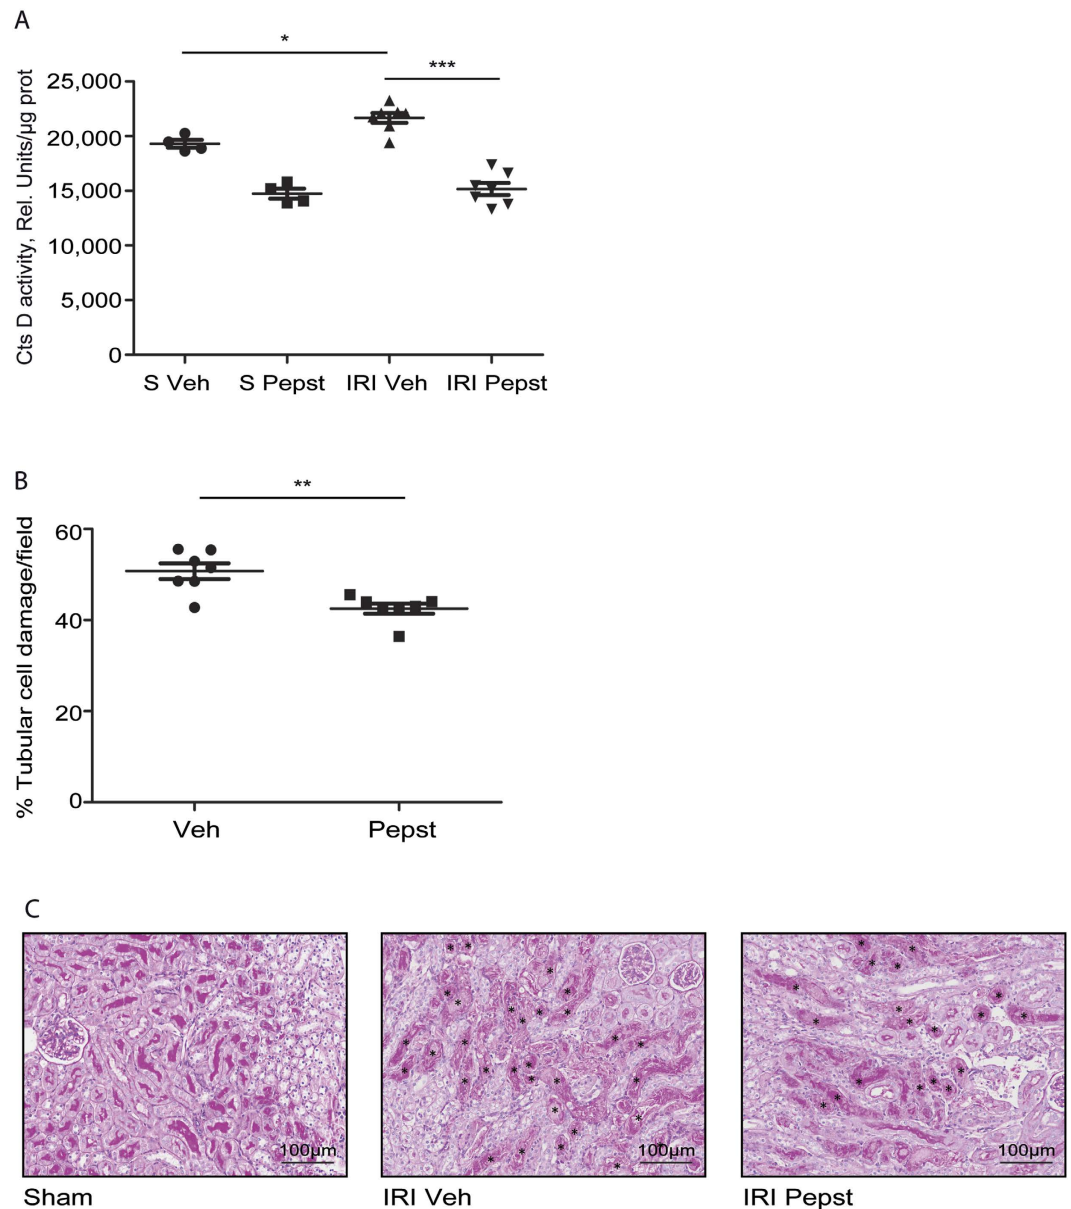 A
*
***
Cts D activity, Rel. Units/µg prot
25,000
20,000
15,000
10,000
5,000
0
S Veh S Pepst IRI Veh IRI Pepst
B
**
% Tubular cell damage/field
60
40
20
0
Veh Pepst
C
100µm 100µm 100µm
Sham IRI Veh IRI Pepst